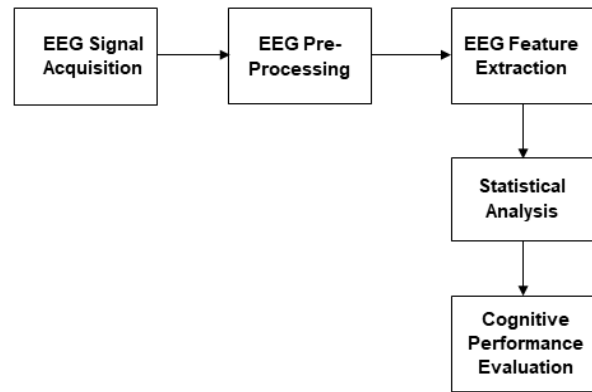 EEG Signal
Acquisition
EEG Pre-
Processing
EEG Feature
Extraction
Statistical
Analysis
Cognitive
Performance
Evaluation